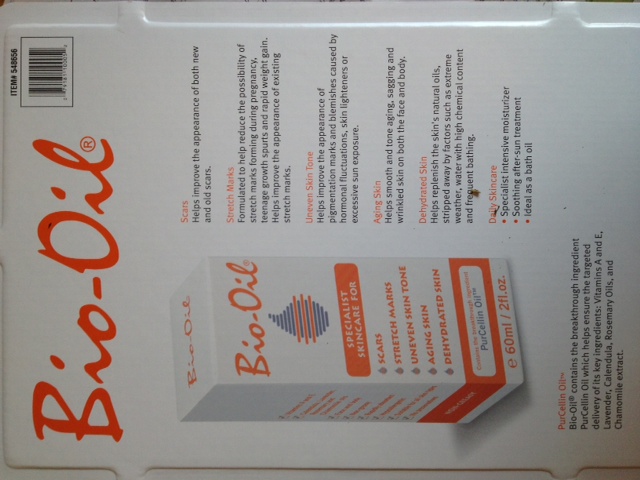 ITEM# 548656
Bio-Oil®
Bio-Oil
Bio-Oil®
SPECIALIST
SKINCARE FOR
SCARS
STRETCH MARKS
UNEVEN SKIN TONE
AGING SKIN
DEHYDRATED SKIN
Contains the breakthrough ingredient
PurCellin Oil™
e 60ml / 2fl.oz.
Scars
Helps improve the appearance of both new
and old scars.
Stretch Marks
Formulated to help reduce the possibility of
stretch marks forming during pregnancy,
teenage growth spurts and rapid weight gain.
Helps improve the appearance of existing
stretch marks.
Uneven Skin Tone
Helps improve the appearance of
pigmentation marks and blemishes caused by
hormonal fluctuations, skin lighteners or
excessive sun exposure.
Aging Skin
Helps smooth and tone aging, sagging and
wrinkled skin on both the face and body.
Dehydrated Skin
Helps replenish the skin's natural oils,
stripped away by factors such as extreme
weather, water with high chemical content
and frequent bathing.
Daily Skincare
• Specialist intensive moisturizer
• Soothing after-sun treatment
• Ideal as a bath oil
PurCellin Oil™
Bio-Oil® contains the breakthrough ingredient
PurCellin Oil which helps ensure the targeted
delivery of its key ingredients: Vitamins A and E,
Lavender, Calendula, Rosemary Oils, and
Chamomile extract.